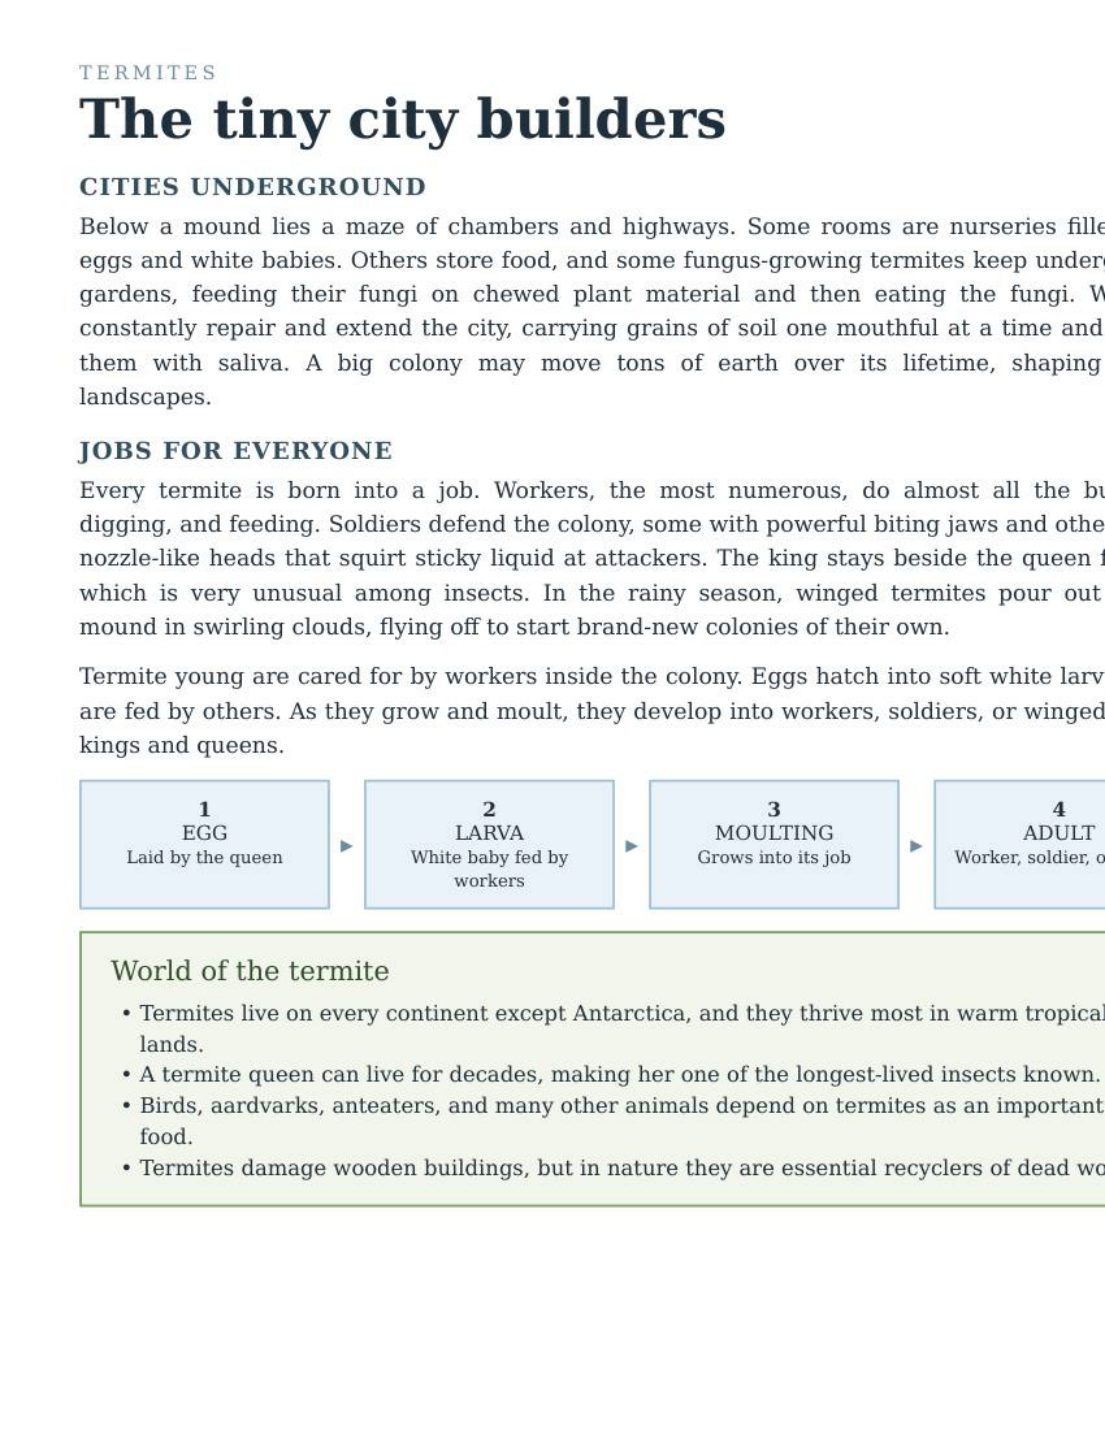 TERMITES
The tiny city builders
CITIES UNDERGROUND
Below a mound lies a maze of chambers and highways. Some rooms are nurseries fille
eggs and white babies. Others store food, and some fungus-growing termites keep underg
gardens, feeding their fungi on chewed plant material and then eating the fungi. W
constantly repair and extend the city, carrying grains of soil one mouthful at a time and
them with saliva. A big colony may move tons of earth over its lifetime, shaping
landscapes.
JOBS FOR EVERYONE
Every termite is born into a job. Workers, the most numerous, do almost all the bu
digging, and feeding. Soldiers defend the colony, some with powerful biting jaws and othe
nozzle-like heads that squirt sticky liquid at attackers. The king stays beside the queen f
which is very unusual among insects. In the rainy season, winged termites pour out
mound in swirling clouds, flying off to start brand-new colonies of their own.
Termite young are cared for by workers inside the colony. Eggs hatch into soft white larv
are fed by others. As they grow and moult, they develop into workers, soldiers, or winged
kings and queens.
1
EGG
Laid by the queen
▶
2
LARVA
White baby fed by
workers
▶
3
MOULTING
Grows into its job
▶
4
ADULT
Worker, soldier, o
World of the termite
• Termites live on every continent except Antarctica, and they thrive most in warm tropical
lands.
• A termite queen can live for decades, making her one of the longest-lived insects known.
• Birds, aardvarks, anteaters, and many other animals depend on termites as an important
food.
• Termites damage wooden buildings, but in nature they are essential recyclers of dead wo